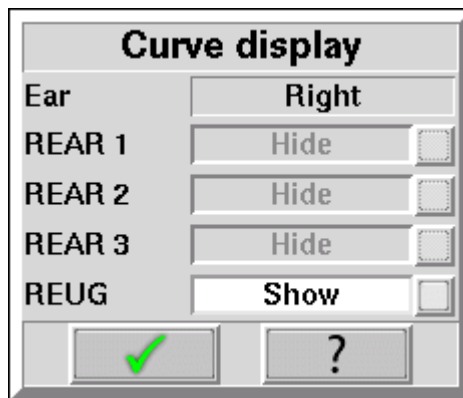 Curve display
Ear Right
REAR 1 Hide
REAR 2 Hide
REAR 3 Hide
REUG Show
?